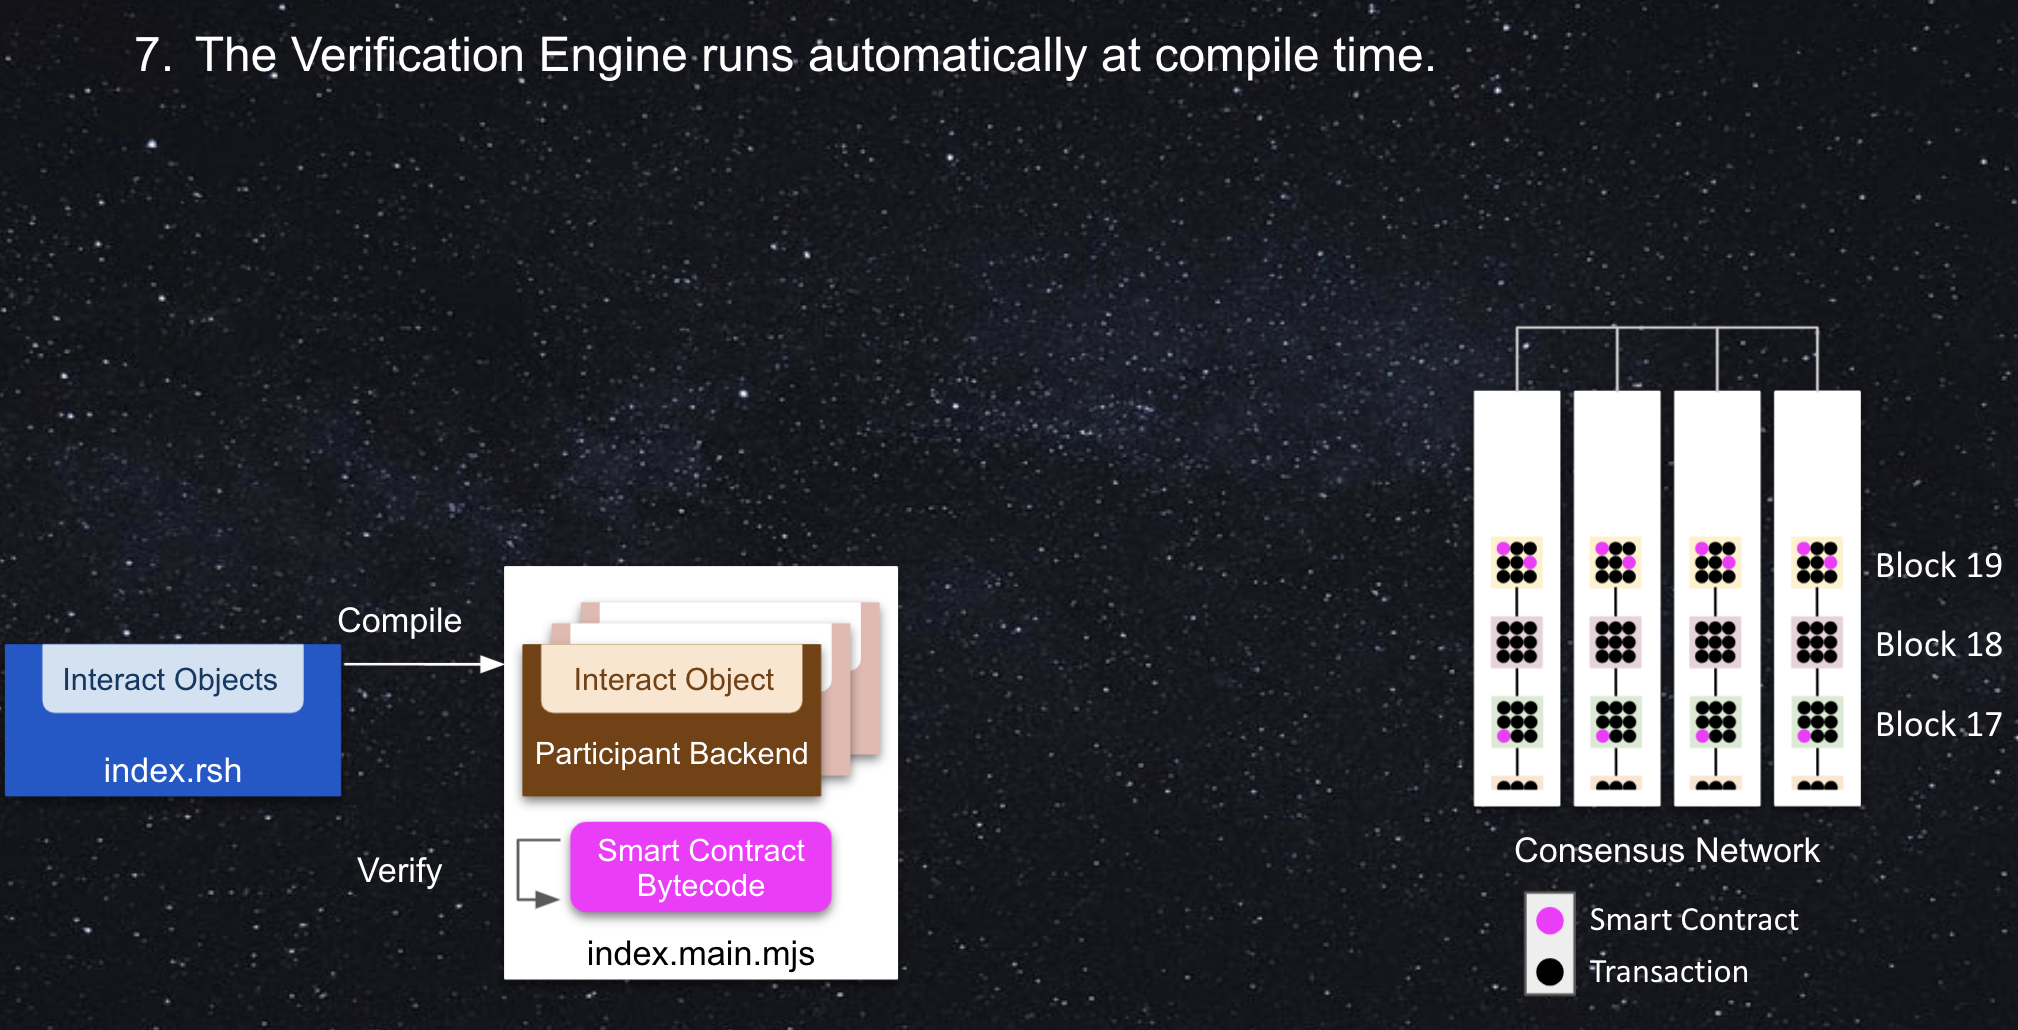 7. The Verification Engine runs automatically at compile time.
Compile
Interact Objects
index.rsh
Interact Object
Participant Backend
Verify
Smart Contract
Bytecode
index.main.mjs
Block 19
Block 18
Block 17
Consensus Network
Smart Contract
Transaction